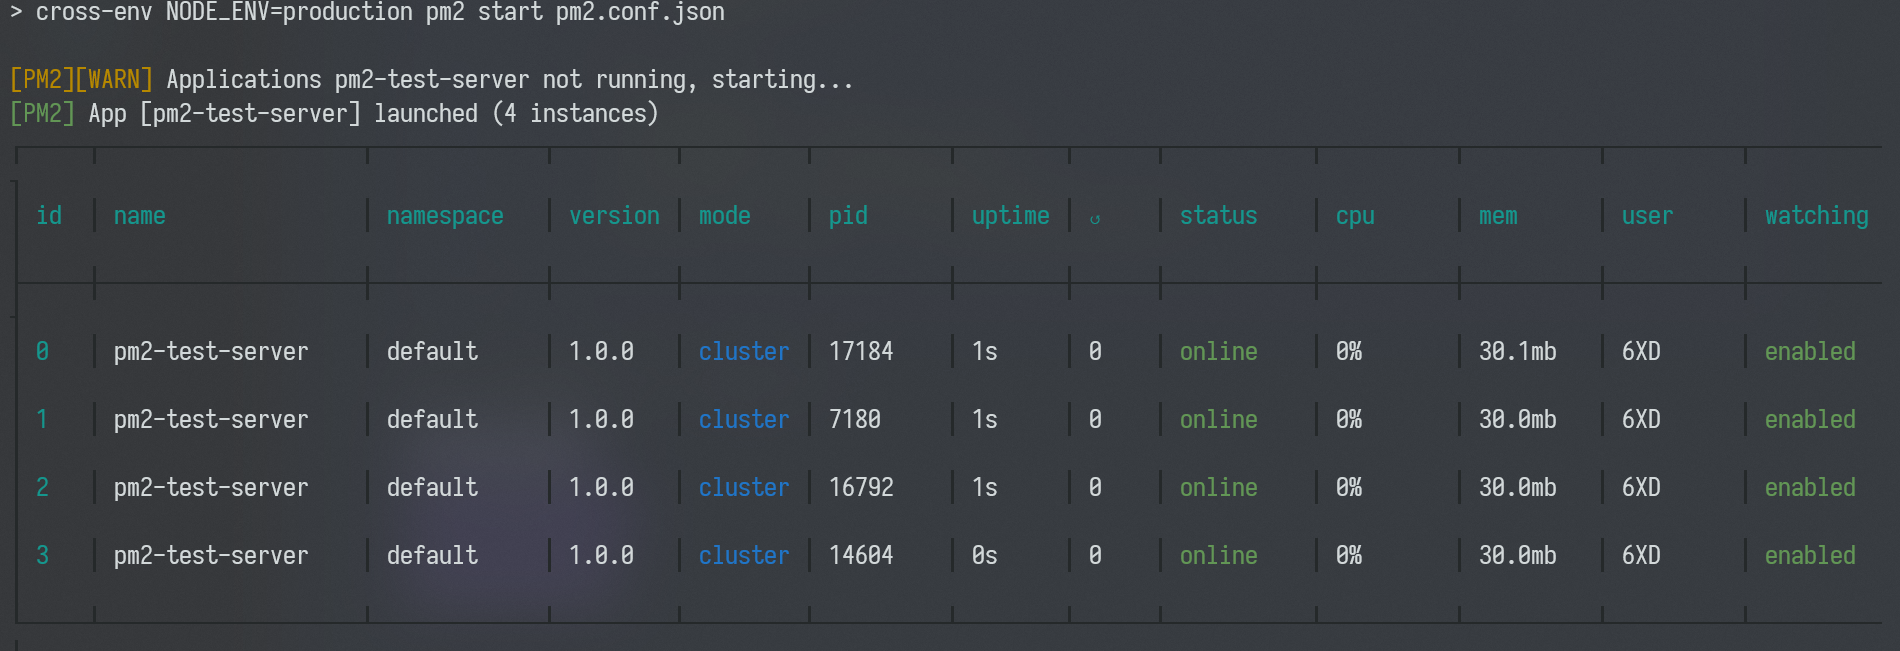 > cross-env NODE_ENV=production pm2 start pm2.conf.json
[PM2][WARN] Applications pm2-test-server not running, starting...
[PM2] App [pm2-test-server] launched (4 instances)
id name namespace version mode pid uptime ↺ status cpu mem user watching
0 pm2-test-server default 1.0.0 cluster 17184 1s 0 online 0% 30.1mb 6XD enabled
1 pm2-test-server default 1.0.0 cluster 7180 1s 0 online 0% 30.0mb 6XD enabled
2 pm2-test-server default 1.0.0 cluster 16792 1s 0 online 0% 30.0mb 6XD enabled
3 pm2-test-server default 1.0.0 cluster 14604 0s 0 online 0% 30.0mb 6XD enabled